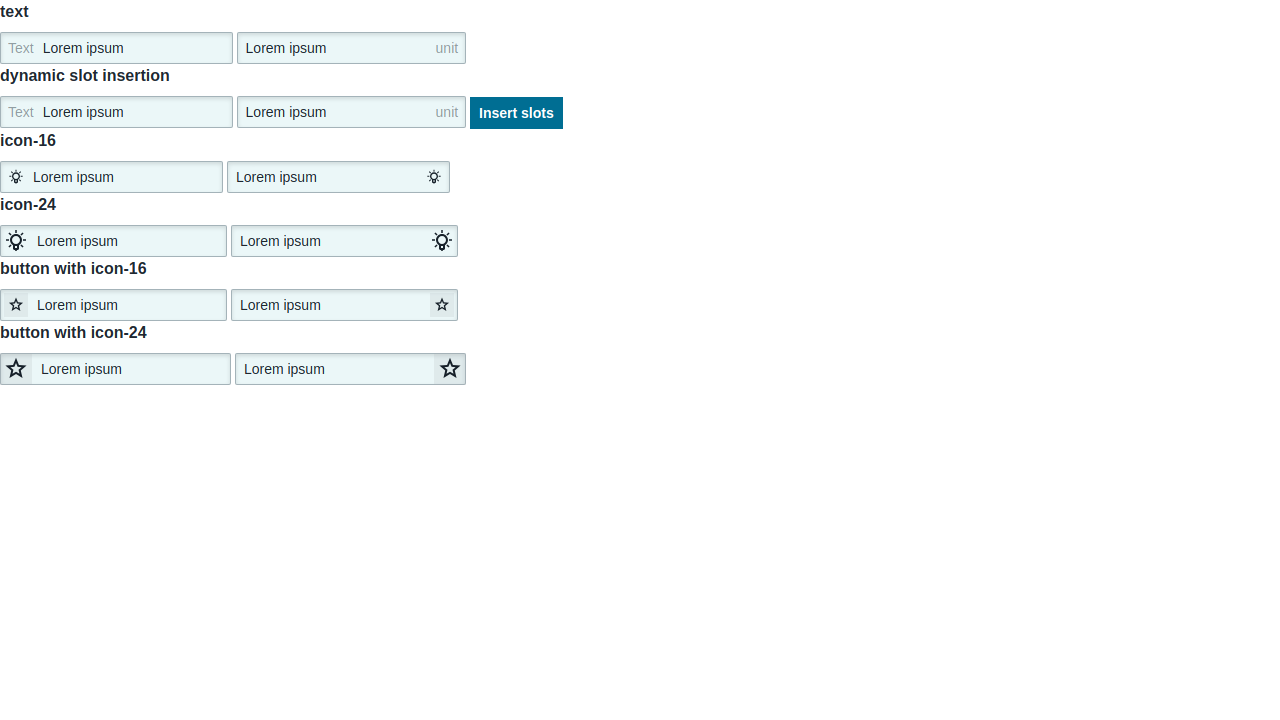 text
Text Lorem ipsum Lorem ipsum unit
dynamic slot insertion
Text Lorem ipsum Lorem ipsum unit Insert slots
icon-16
Lorem ipsum Lorem ipsum
icon-24
Lorem ipsum Lorem ipsum
button with icon-16
Lorem ipsum Lorem ipsum
button with icon-24
Lorem ipsum Lorem ipsum